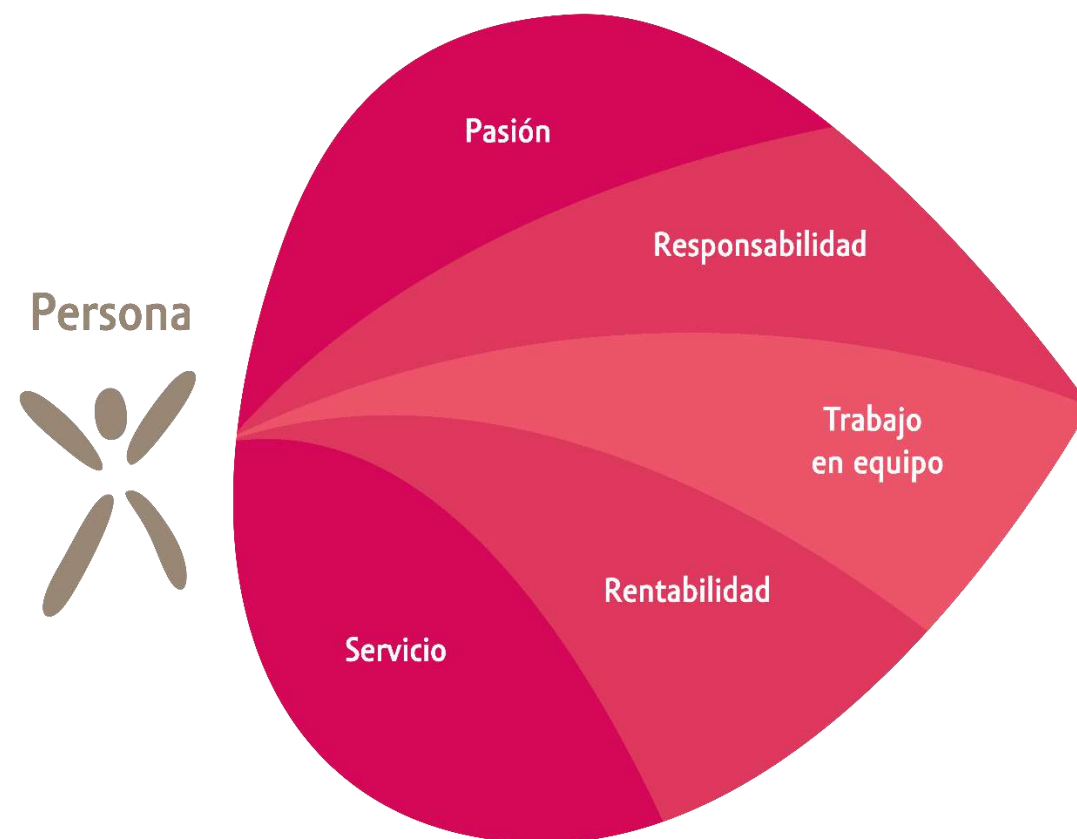 Pasión
Responsabilidad
Persona
Trabajo
en equipo
Rentabilidad
Servicio